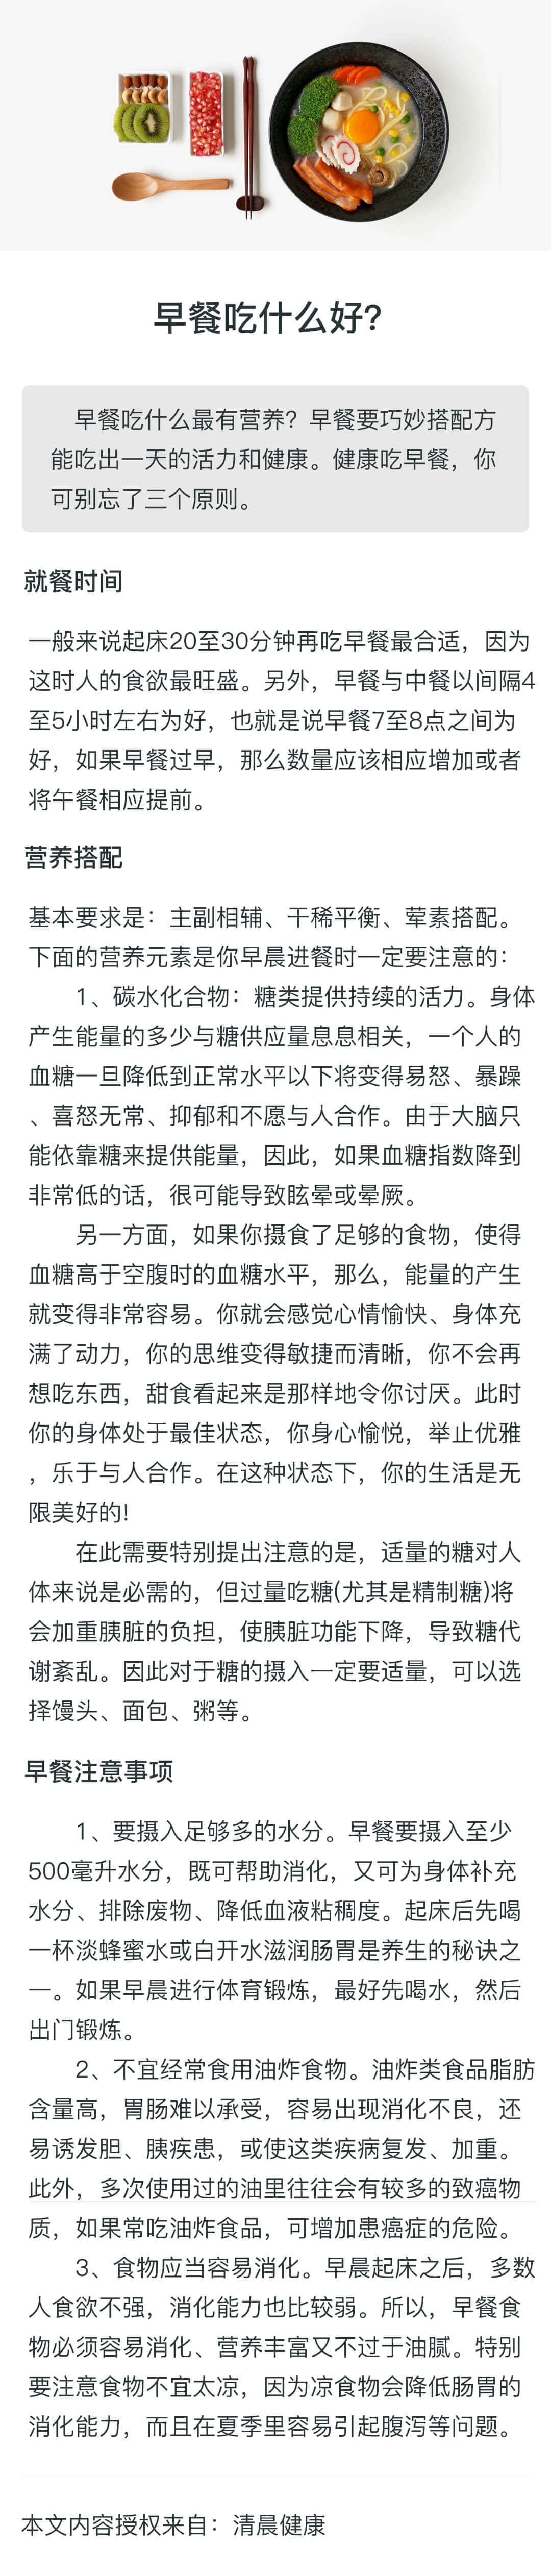 早餐吃什么好?
早餐吃什么最有营养？早餐要巧妙搭配方
能吃出一天的活力和健康。健康吃早餐，你
可别忘了三个原则。
就餐时间
一般来说起床20至30分钟再吃早餐最合适，因为
这时人的食欲最旺盛。另外，早餐与中餐以间隔4
至5小时左右为好，也就是说早餐7至8点之间为
好，如果早餐过早，那么数量应该相应增加或者
将午餐相应提前。
营养搭配
基本要求是：主副相辅、干稀平衡、荤素搭配。
下面的营养元素是你早晨进餐时一定要注意的：
1、碳水化合物：糖类提供持续的活力。身体
产生能量的多少与糖供应量息息相关，一个人的
血糖一旦降低到正常水平以下将变得易怒、暴躁
、喜怒无常、抑郁和不愿与人合作。由于大脑只
能依靠糖来提供能量，因此，如果血糖指数降到
非常低的话，很可能导致眩晕或晕厥。
另一方面，如果你摄食了足够的食物，使得
血糖高于空腹时的血糖水平，那么，能量的产生
就变得非常容易。你就会感觉心情愉快、身体充
满了动力，你的思维变得敏捷而清晰，你不会再
想吃东西，甜食看起来是那样地令你讨厌。此时
你的身体处于最佳状态，你身心愉悦，举止优雅
，乐于与人合作。在这种状态下，你的生活是无
限美好的!
在此需要特别提出注意的是，适量的糖对人
体来说是必需的，但过量吃糖(尤其是精制糖)将
会加重胰脏的负担，使胰脏功能下降，导致糖代
谢紊乱。因此对于糖的摄入一定要适量，可以选
择馒头、面包、粥等。
早餐注意事项
1、要摄入足够多的水分。早餐要摄入至少
500毫升水分，既可帮助消化，又可为身体补充
水分、排除废物、降低血液粘稠度。起床后先喝
一杯淡蜂蜜水或白开水滋润肠胃是养生的秘诀之
一。如果早晨进行体育锻炼，最好先喝水，然后
出门锻炼。
2、不宜经常食用油炸食物。油炸类食品脂肪
含量高，胃肠难以承受，容易出现消化不良，还
易诱发胆、胰疾患，或使这类疾病复发、加重。
此外，多次使用过的油里往往会有较多的致癌物
质，如果常吃油炸食品，可增加患癌症的危险。
3、食物应当容易消化。早晨起床之后，多数
人食欲不强，消化能力也比较弱。所以，早餐食
物必须容易消化、营养丰富又不过于油腻。特别
要注意食物不宜太凉，因为凉食物会降低肠胃的
消化能力，而且在夏季里容易引起腹泻等问题。
本文内容授权来自：清晨健康